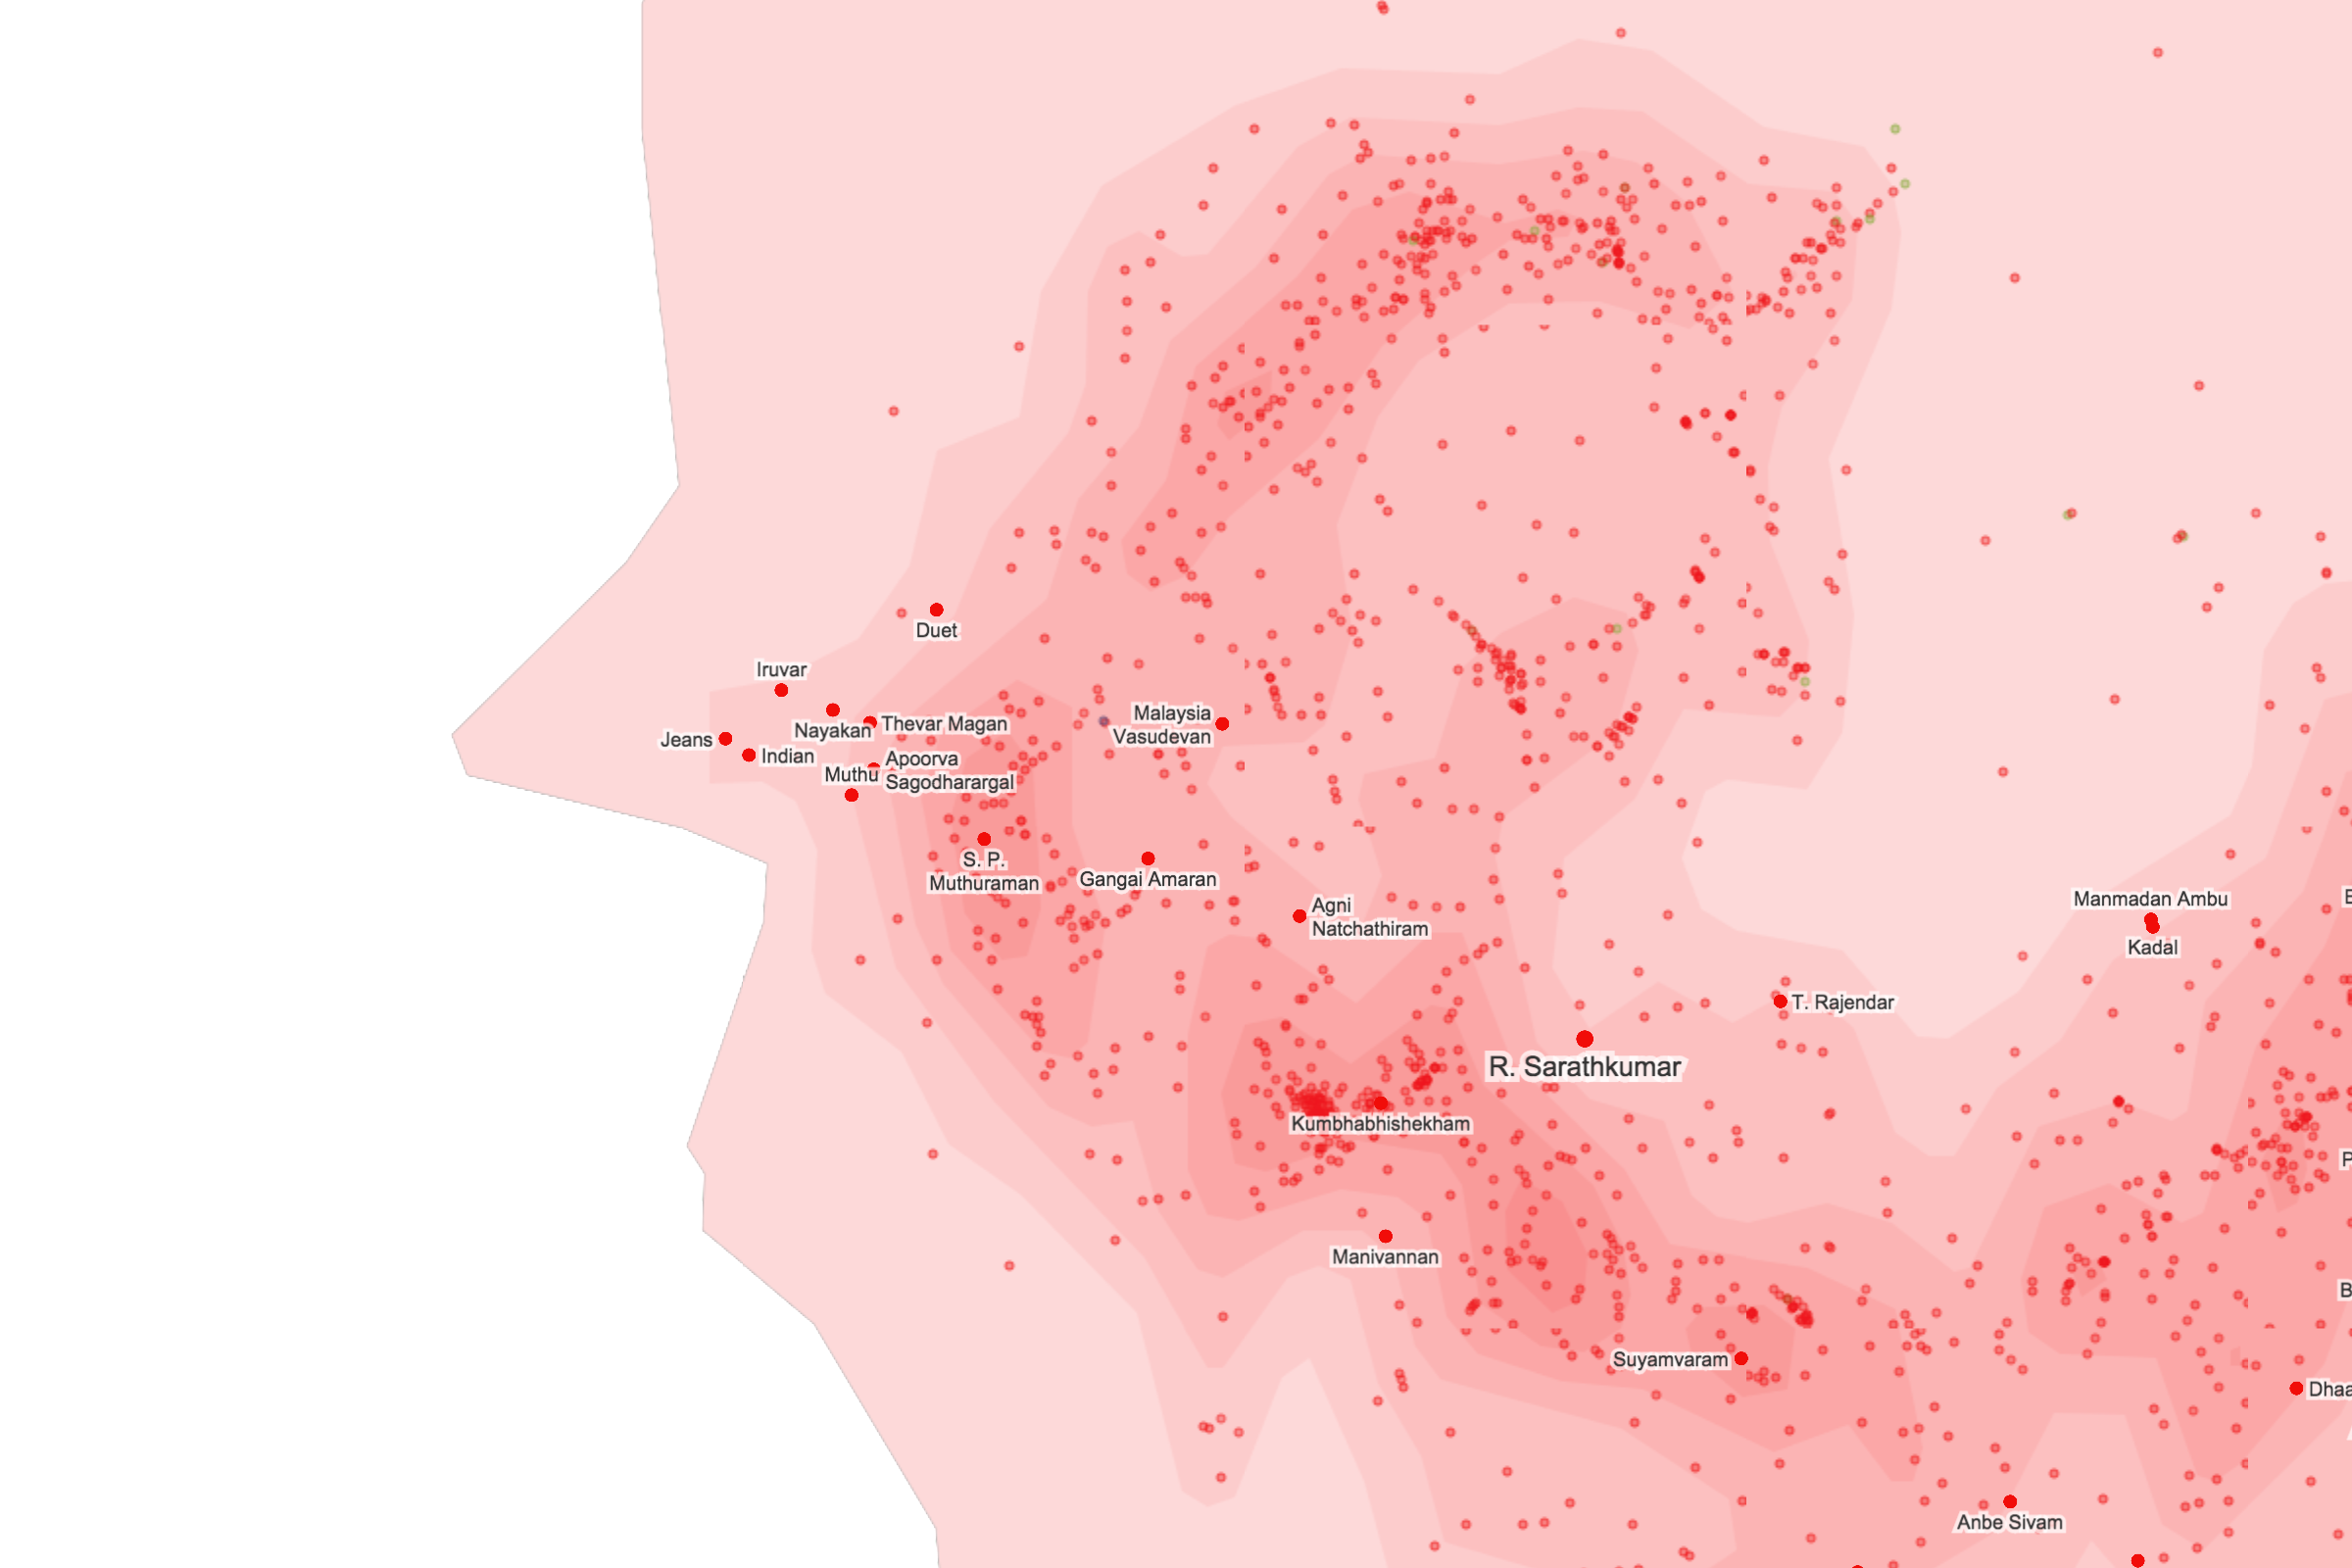 Duet
Iruvar
Nayakan
Thevar Magan
Jeans
Indian
Malaysia
Vasudevan
Muthu
Apoorva
Sagodharargal
S. P.
Muthuraman
Gangai Amaran
Agni
Natchathiram
Manmadan Ambu
Kadal
T. Rajendar
R. Sarathkumar
Kumbhabhishekham
Manivannan
Suyamvaram
Anbe Sivam